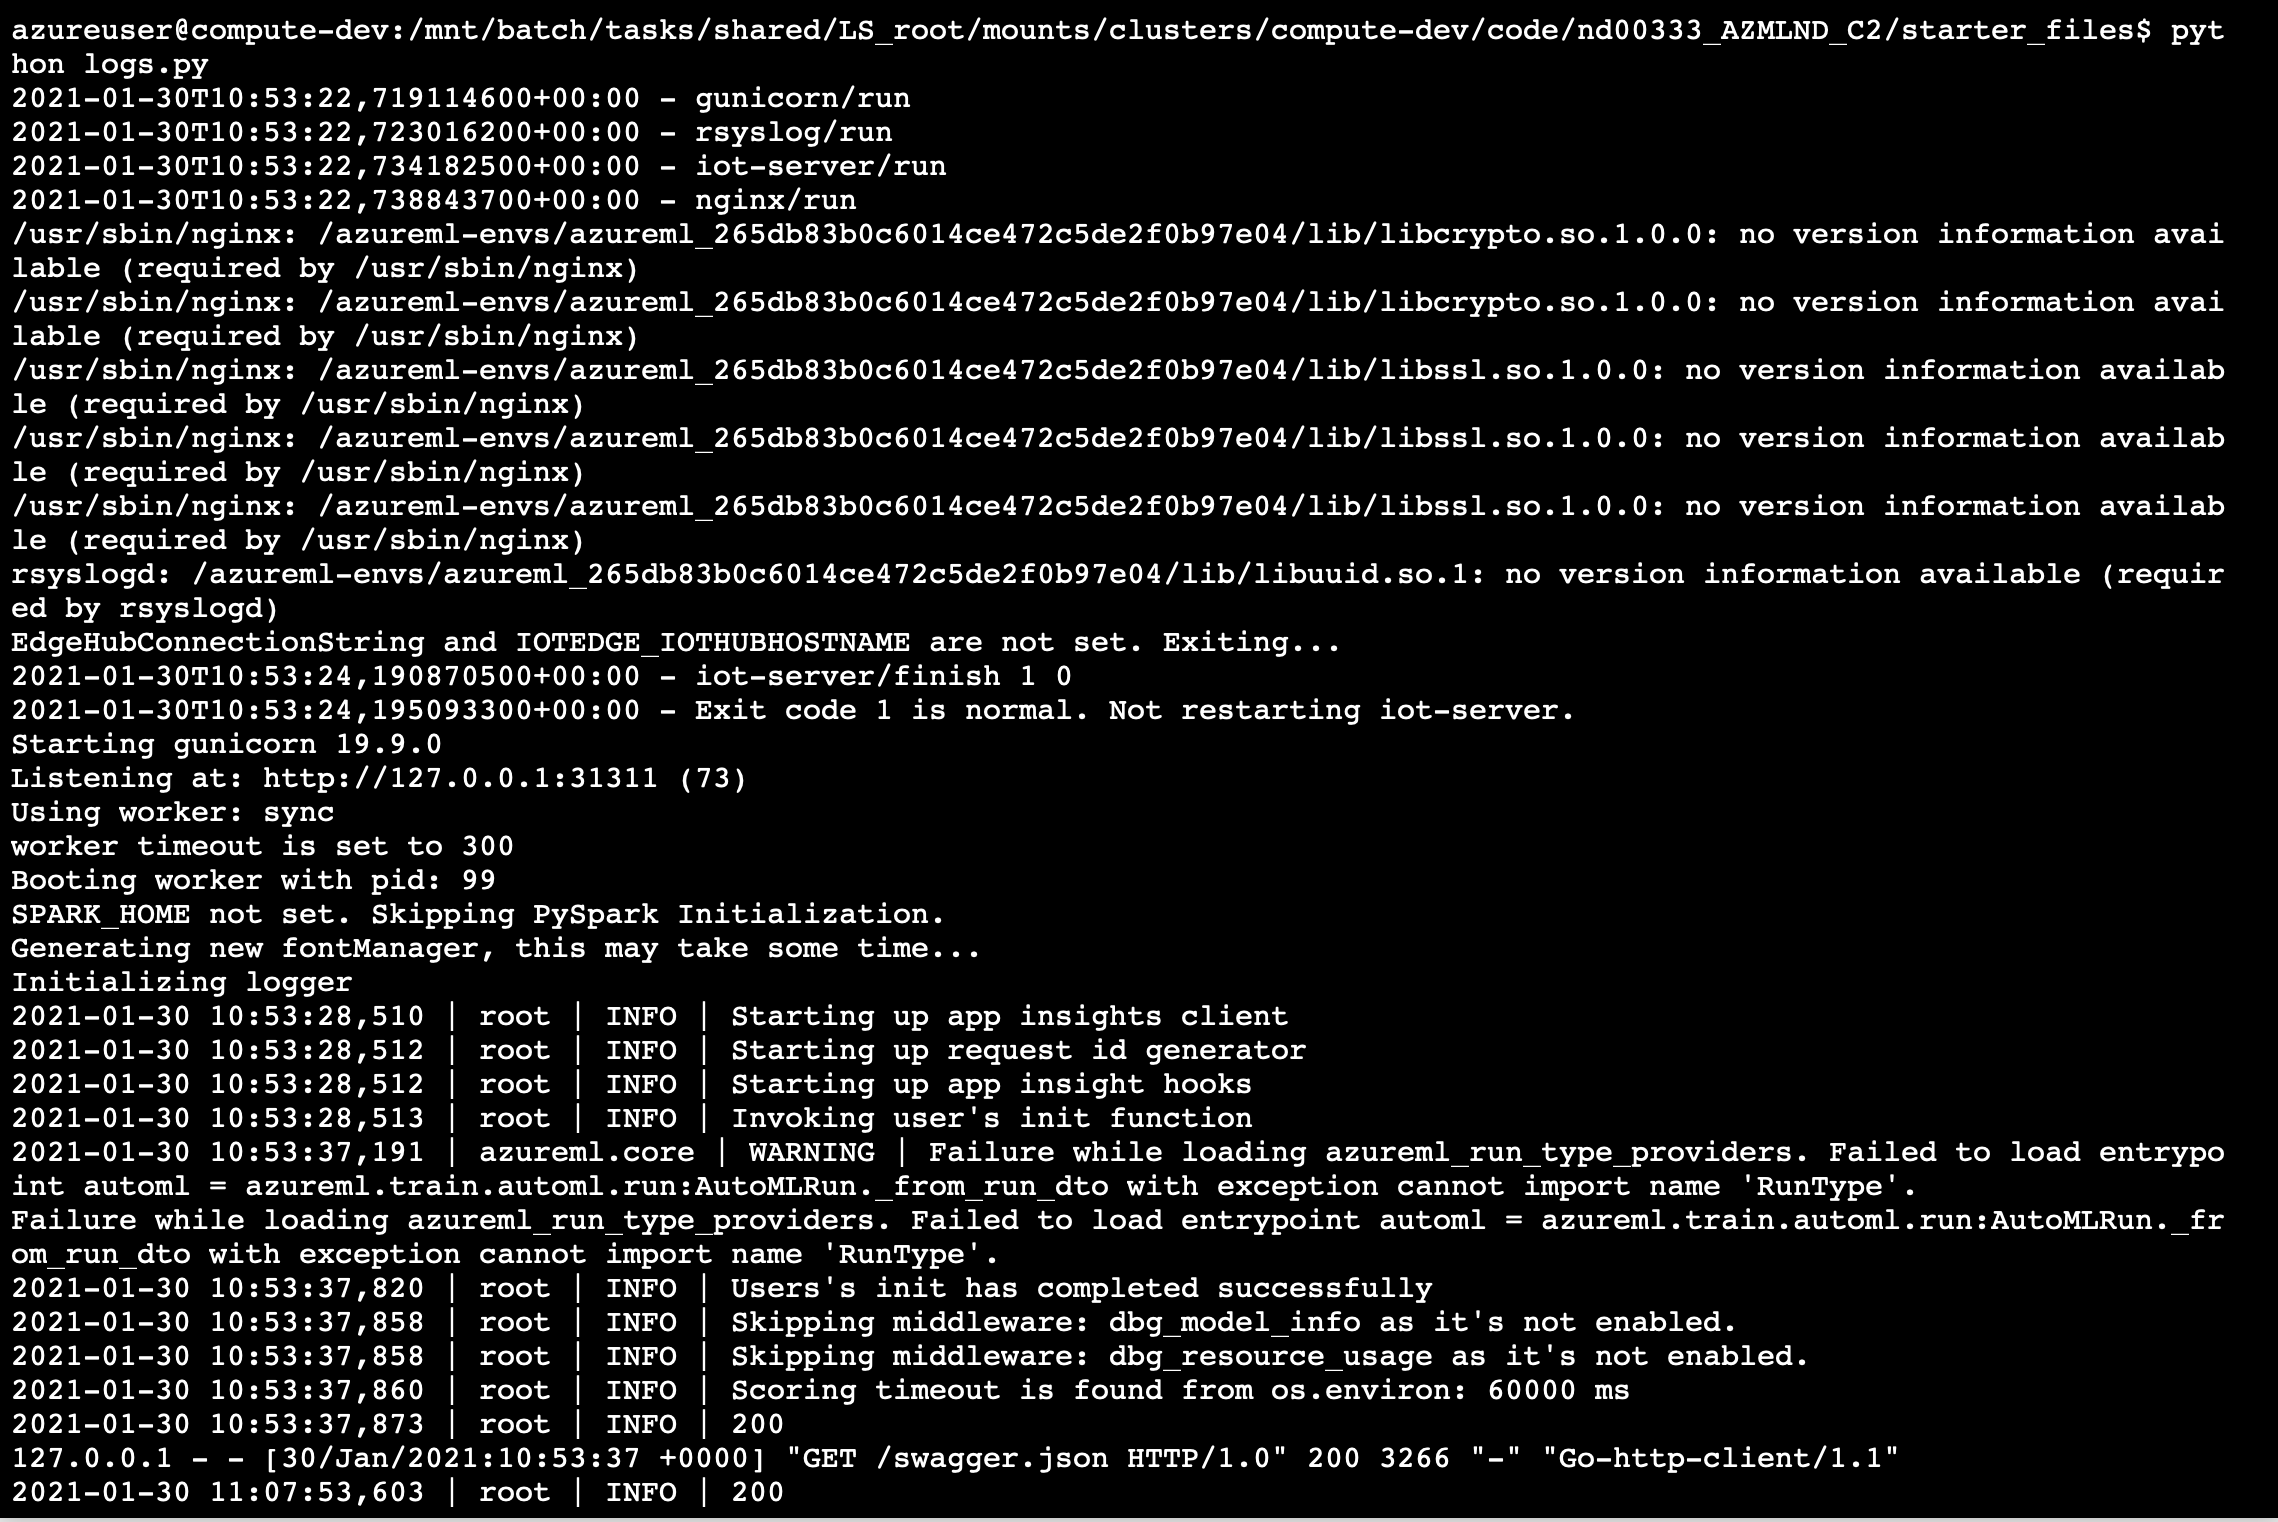 azureuser@compute-dev:/mnt/batch/tasks/shared/LS_root/mounts/clusters/compute-dev/code/nd00333_AZMLND_C2/starter_files$ pyt
hon logs.py
2021-01-30T10:53:22,719114600+00:00 - gunicorn/run
2021-01-30T10:53:22,723016200+00:00 - rsyslog/run
2021-01-30T10:53:22,734182500+00:00 - iot-server/run
2021-01-30T10:53:22,738843700+00:00 - nginx/run
/usr/sbin/nginx: /azureml-envs/azureml_265db83b0c6014ce472c5de2f0b97e04/lib/libcrypto.so.1.0.0: no version information avai
lable (required by /usr/sbin/nginx)
/usr/sbin/nginx: /azureml-envs/azureml_265db83b0c6014ce472c5de2f0b97e04/lib/libcrypto.so.1.0.0: no version information avai
lable (required by /usr/sbin/nginx)
/usr/sbin/nginx: /azureml-envs/azureml_265db83b0c6014ce472c5de2f0b97e04/lib/libssl.so.1.0.0: no version information availab
le (required by /usr/sbin/nginx)
/usr/sbin/nginx: /azureml-envs/azureml_265db83b0c6014ce472c5de2f0b97e04/lib/libssl.so.1.0.0: no version information availab
le (required by /usr/sbin/nginx)
/usr/sbin/nginx: /azureml-envs/azureml_265db83b0c6014ce472c5de2f0b97e04/lib/libssl.so.1.0.0: no version information availab
le (required by /usr/sbin/nginx)
rsyslogd: /azureml-envs/azureml_265db83b0c6014ce472c5de2f0b97e04/lib/libuuid.so.1: no version information available (requir
ed by rsyslogd)
EdgeHubConnectionString and IOTEDGE_IOTHUBHOSTNAME are not set. Exiting...
2021-01-30T10:53:24,190870500+00:00 - iot-server/finish 1 0
2021-01-30T10:53:24,195093300+00:00 - Exit code 1 is normal. Not restarting iot-server.
Starting gunicorn 19.9.0
Listening at: http://127.0.0.1:31311 (73)
Using worker: sync
worker timeout is set to 300
Booting worker with pid: 99
SPARK_HOME not set. Skipping PySpark Initialization.
Generating new fontManager, this may take some time...
Initializing logger
2021-01-30 10:53:28,510 | root | INFO | Starting up app insights client
2021-01-30 10:53:28,512 | root | INFO | Starting up request id generator
2021-01-30 10:53:28,512 | root | INFO | Starting up app insight hooks
2021-01-30 10:53:28,513 | root | INFO | Invoking user's init function
2021-01-30 10:53:37,191 | azureml.core | WARNING | Failure while loading azureml_run_type_providers. Failed to load entrypo
int automl = azureml.train.automl.run:AutoMLRun._from_run_dto with exception cannot import name 'RunType'.
Failure while loading azureml_run_type_providers. Failed to load entrypoint automl = azureml.train.automl.run:AutoMLRun._fr
om_run_dto with exception cannot import name 'RunType'.
2021-01-30 10:53:37,820 | root | INFO | Users's init has completed successfully
2021-01-30 10:53:37,858 | root | INFO | Skipping middleware: dbg_model_info as it's not enabled.
2021-01-30 10:53:37,858 | root | INFO | Skipping middleware: dbg_resource_usage as it's not enabled.
2021-01-30 10:53:37,860 | root | INFO | Scoring timeout is found from os.environ: 60000 ms
2021-01-30 10:53:37,873 | root | INFO | 200
127.0.0.1 - - [30/Jan/2021:10:53:37 +0000] "GET /swagger.json HTTP/1.0" 200 3266 "-" "Go-http-client/1.1"
2021-01-30 11:07:53,603 | root | INFO | 200